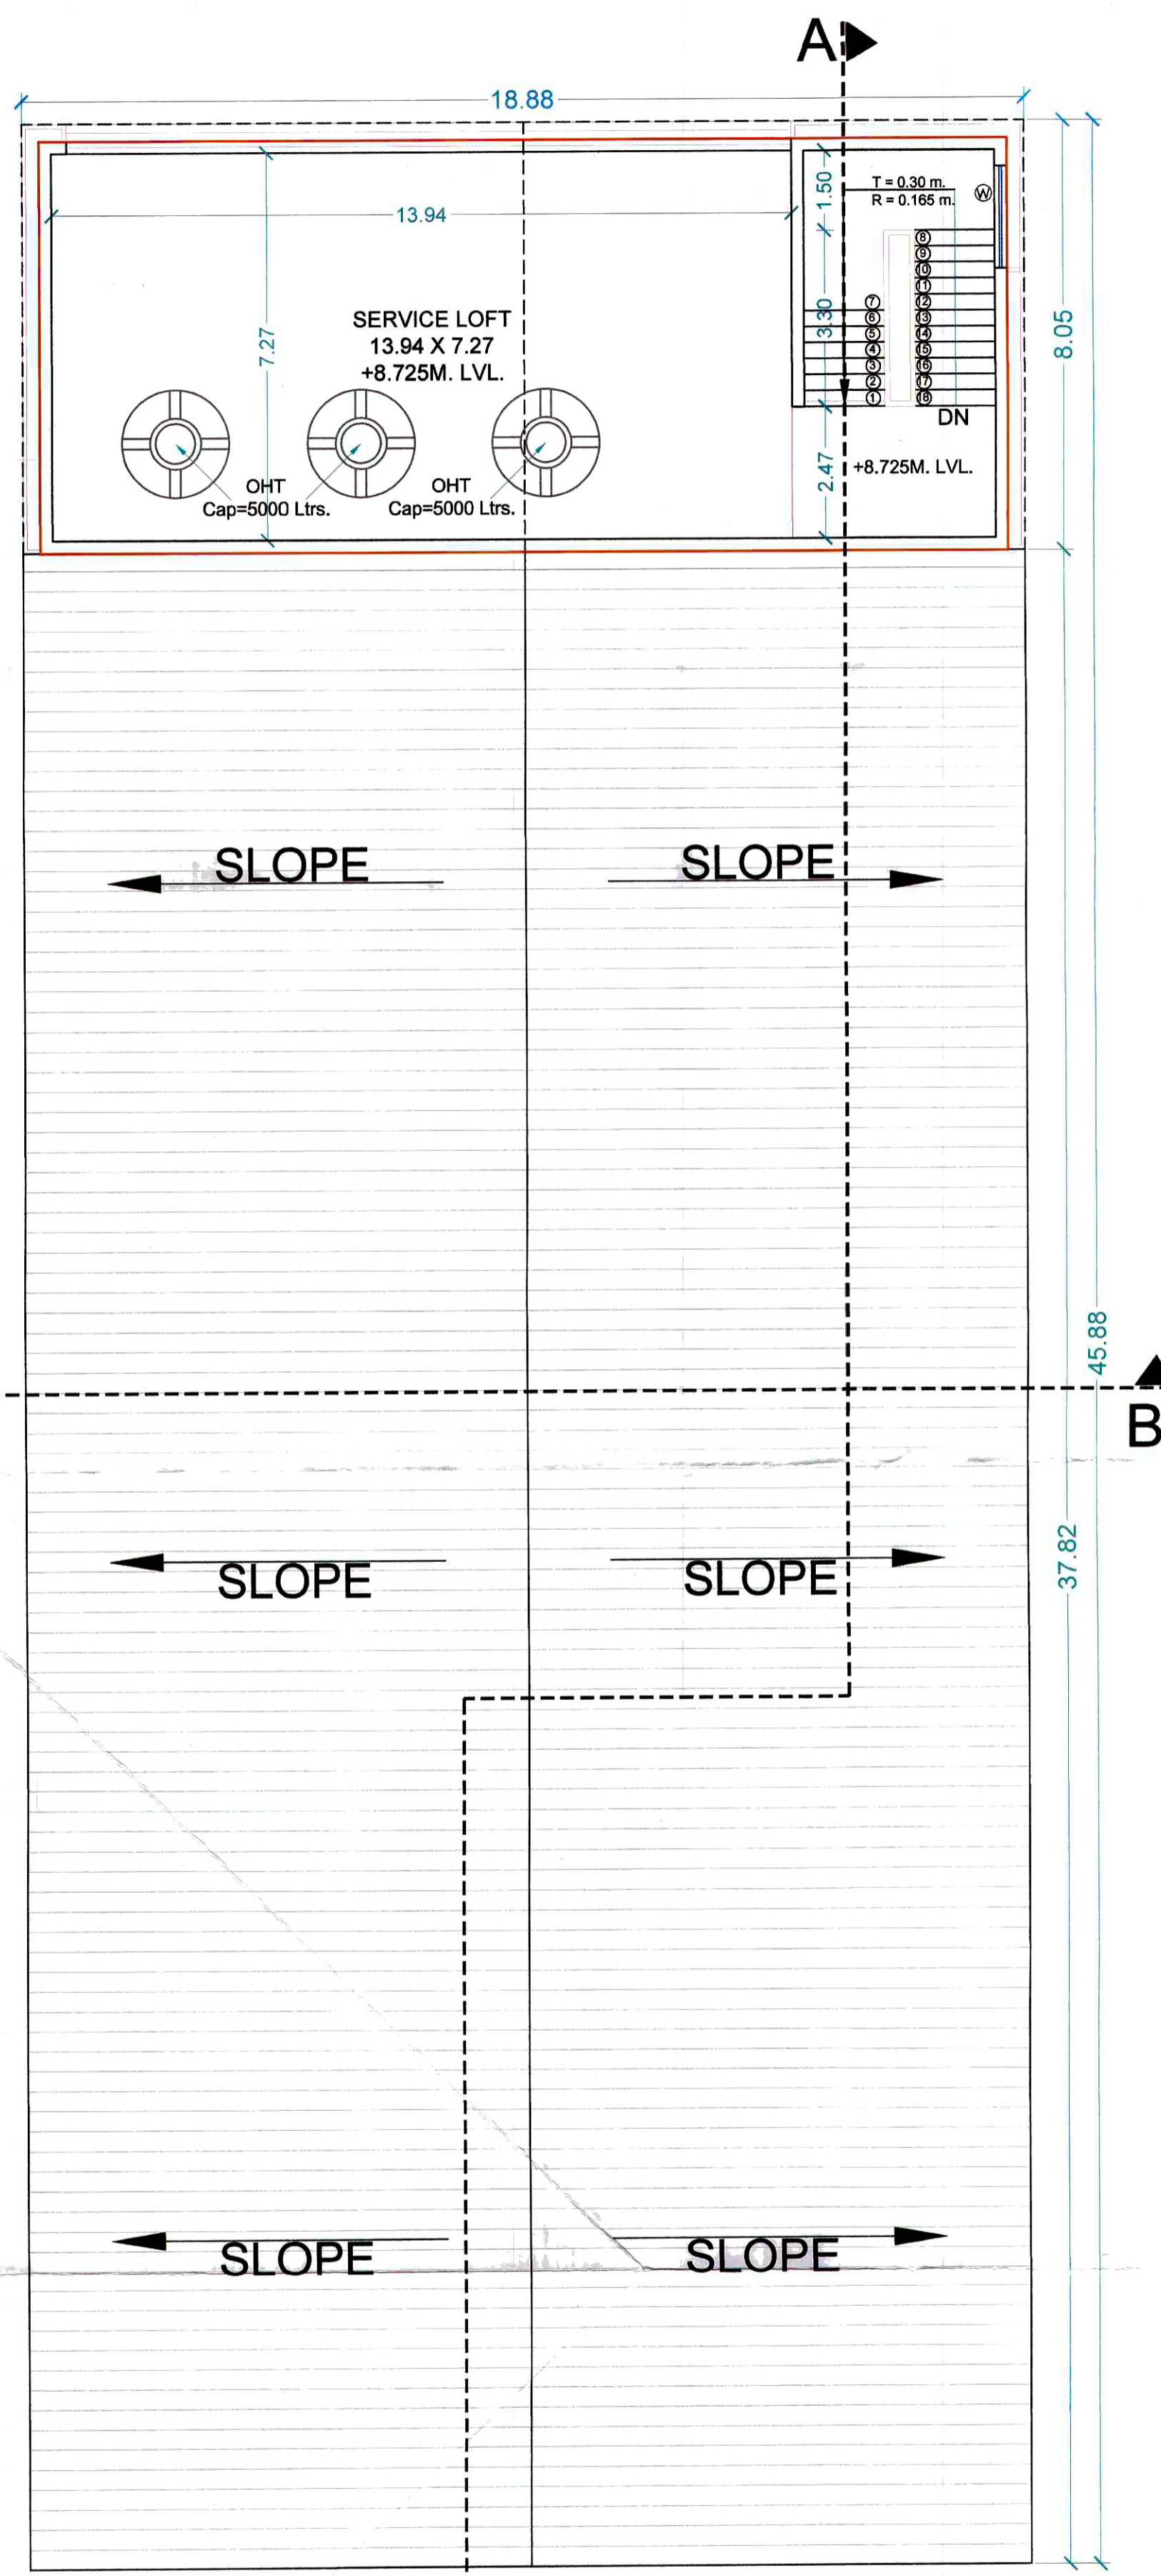 A
18.88
1.50
T = 0.30 m.
R = 0.165 m.
W
13.94
8
9
10
11
12
13
14
15
16
17
18
7
6
5
4
3
2
1
3.30
8.05
7.27
SERVICE LOFT
13.94 X 7.27
+8.725M. LVL.
DN
2.47
+8.725M. LVL.
OHT
Cap=5000 Ltrs.
OHT
Cap=5000 Ltrs.
SLOPE
SLOPE
45.88
B
37.82
SLOPE
SLOPE
SLOPE
SLOPE